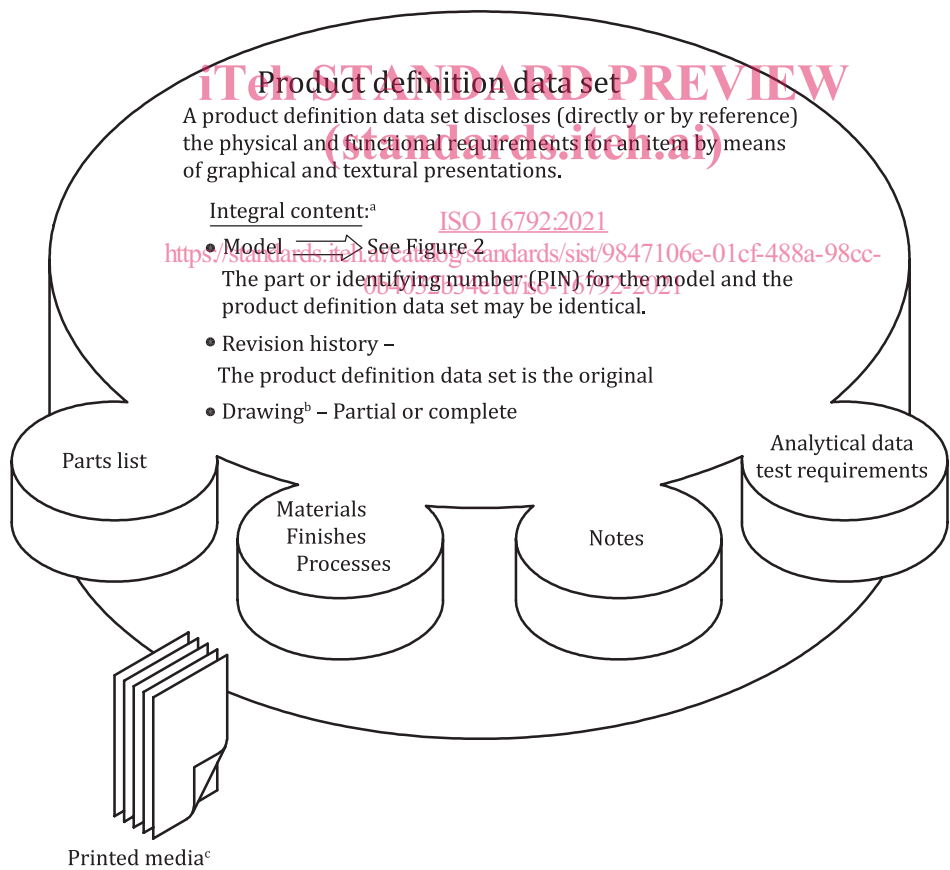 iTeh STANDARD PREVIEW
Product definition data set
(standards.iteh.ai)
A product definition data set discloses (directly or by reference)
the physical and functional requirements for an item by means
of graphical and textural presentations.
Integral content:ᵃ
ISO 16792:2021
Model See Figure 2
https://standards.iteh.ai/catalog/standards/sist/9847106e-01cf-488a-98cc-
The part or identifying number (PIN) for the model and the
product definition data set may be identical.
Revision history –
The product definition data set is the original
Drawingᵇ – Partial or complete
Parts list
Materials
Finishes
Processes
Notes
Analytical data
test requirements
Printed mediaᶜ